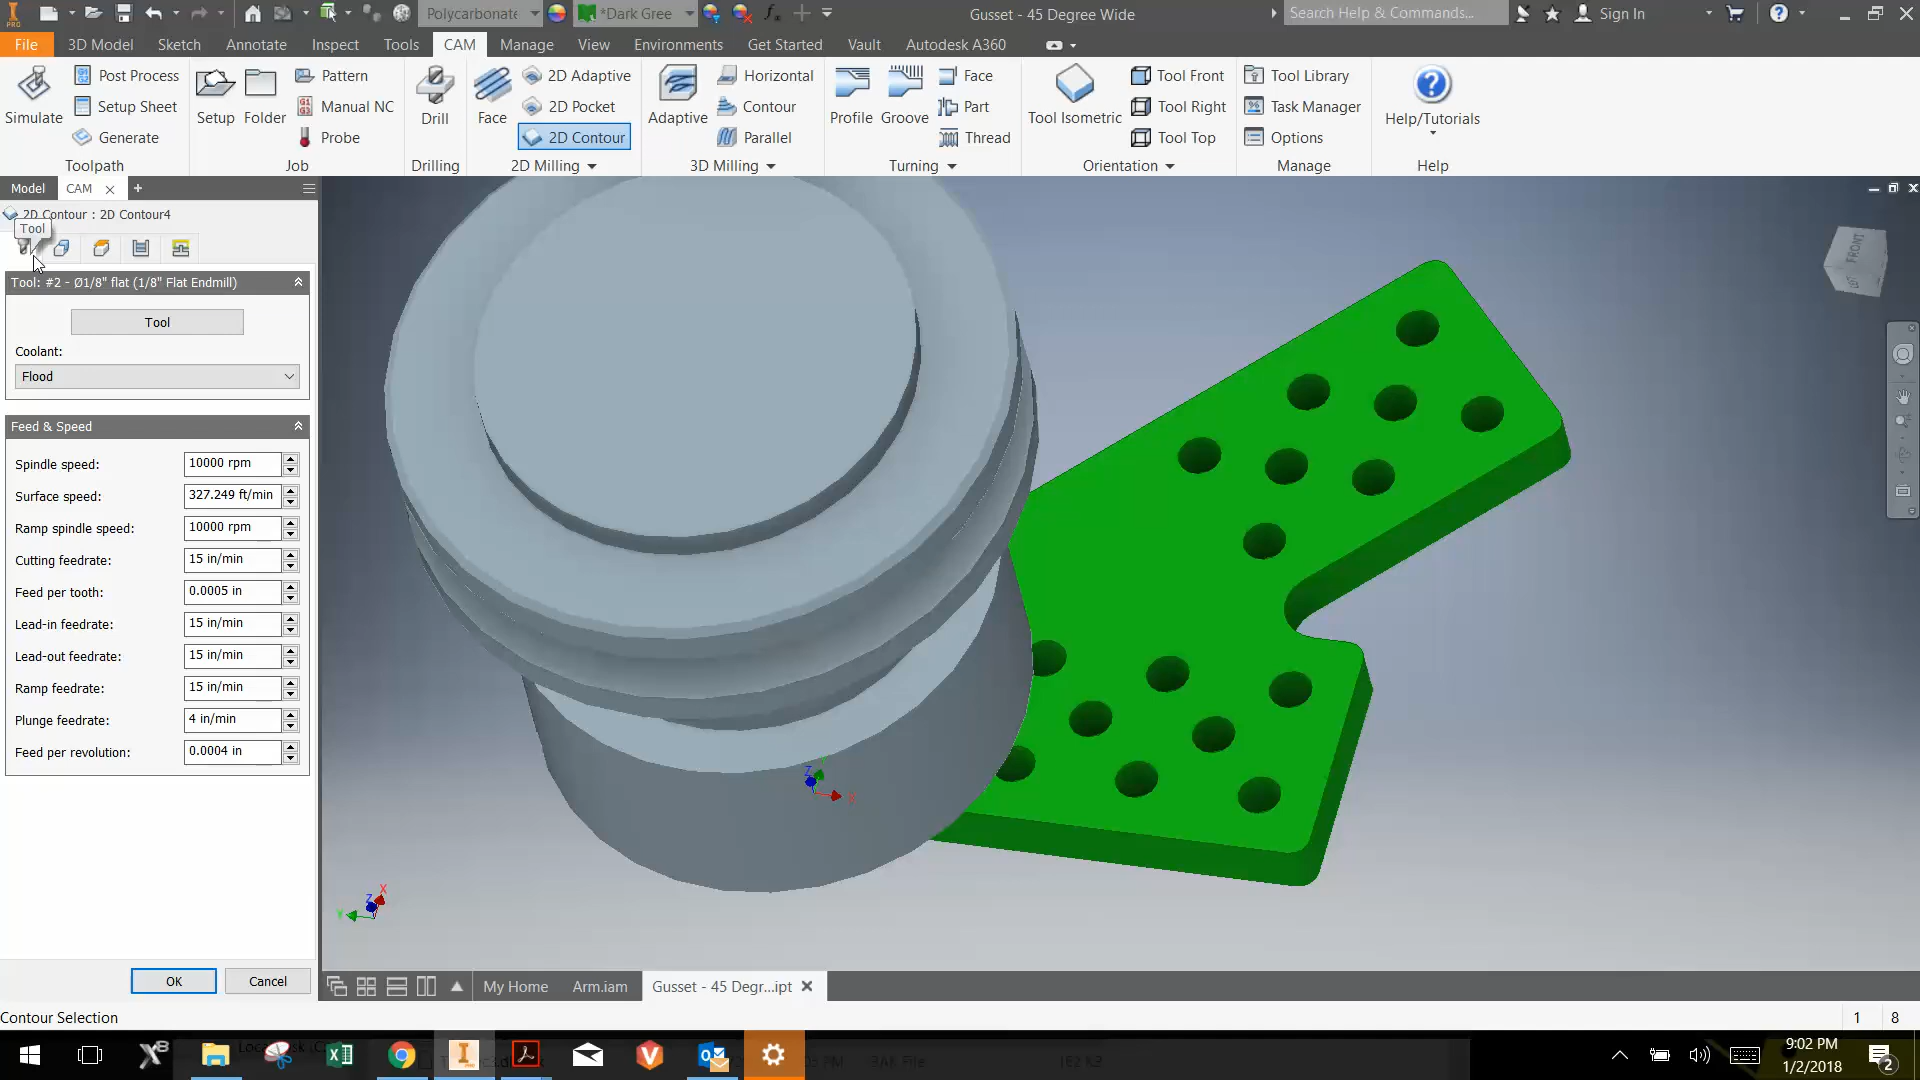 PRO
Polycarbonate
*Dark Gree
Gusset - 45 Degree Wide
Search Help & Commands...
Sign In
File
3D Model
Sketch
Annotate
Inspect
Tools
CAM
Manage
View
Environments
Get Started
Vault
Autodesk A360
Simulate
Post Process
Setup Sheet
Generate
Toolpath
Setup
Folder
Pattern
Manual NC
Probe
Job
Drill
Drilling
Face
2D Adaptive
2D Pocket
2D Contour
2D Milling
Adaptive
Horizontal
Contour
Parallel
3D Milling
Profile
Groove
Face
Part
Thread
Turning
Tool Isometric
Tool Front
Tool Right
Tool Top
Orientation
Tool Library
Task Manager
Options
Manage
Help/Tutorials
Help
Model
CAM
2D Contour : 2D Contour4
Tool
Tool: #2 - Ø1/8" flat (1/8" Flat Endmill)
Tool
Coolant:
Flood
Feed & Speed
Spindle speed: 10000 rpm
Surface speed: 327.249 ft/min
Ramp spindle speed: 10000 rpm
Cutting feedrate: 15 in/min
Feed per tooth: 0.0005 in
Lead-in feedrate: 15 in/min
Lead-out feedrate: 15 in/min
Ramp feedrate: 15 in/min
Plunge feedrate: 4 in/min
Feed per revolution: 0.0004 in
OK
Cancel
FRONT
Z
X
Z
X
Y
My Home
Arm.iam
Gusset - 45 Degr...ipt
Contour Selection
1
8
9:02 PM
1/2/2018
2